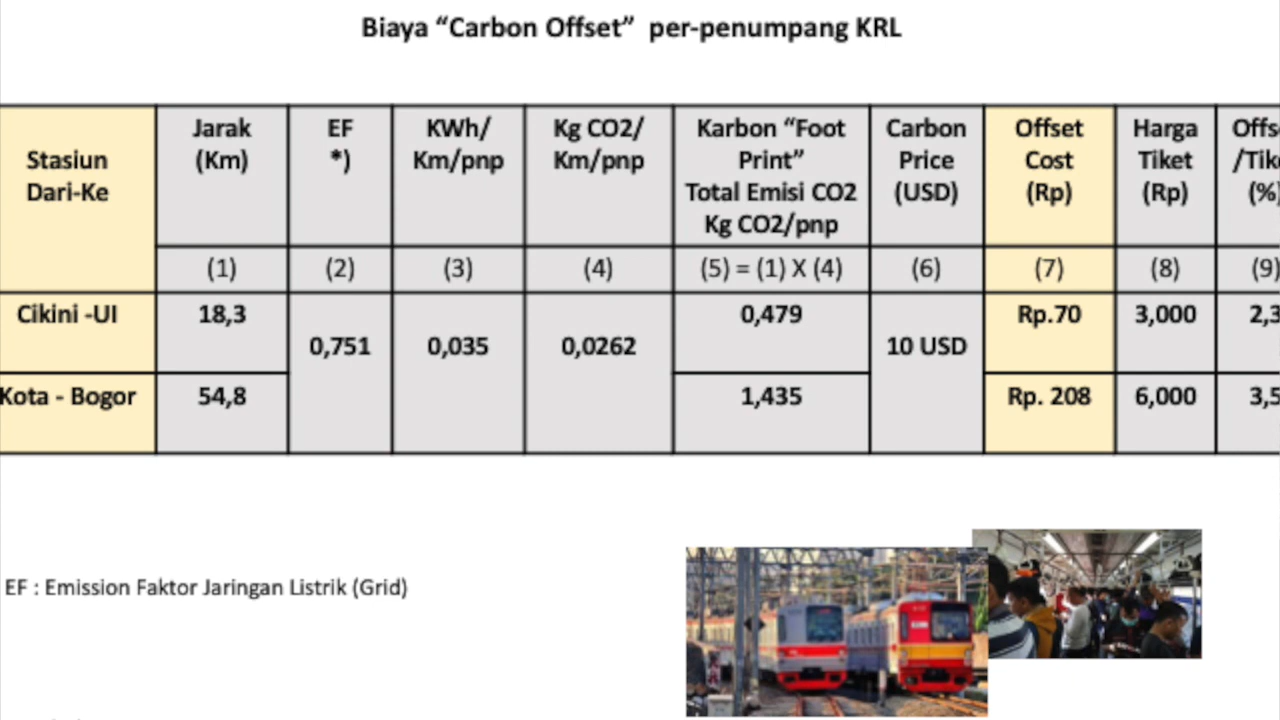 Biaya “Carbon Offset” per-penumpang KRL
Stasiun
Dari-Ke
Jarak
(Km)
EF
*)
KWh/
Km/pnp
Kg CO2/
Km/pnp
Karbon “Foot
Print”
Total Emisi CO2
Kg CO2/pnp
Carbon
Price
(USD)
Offset
Cost
(Rp)
Harga
Tiket
(Rp)
(%)
(1) (2) (3) (4) (5) = (1) X (4) (6) (7) (8) (9)
Cikini -UI 18,3 0,479 Rp.70 3,000 2,3
0,751 0,035 0,0262 10 USD
Kota - Bogor 54,8 1,435 Rp. 208 6,000 3,5
EF : Emission Faktor Jaringan Listrik (Grid)